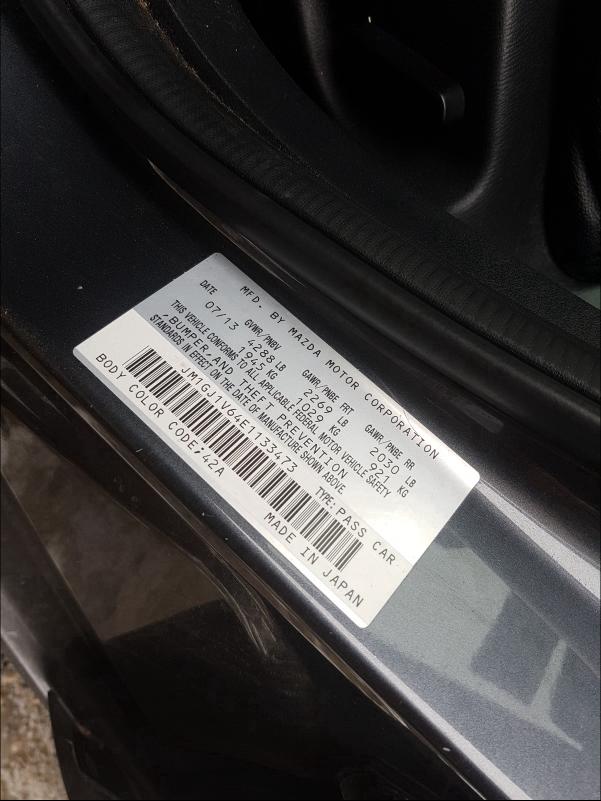 MFD. BY MAZDA MOTOR CORPORATION
DATE GVWR/PNBV GAWR/PNBE FRT GAWR/PNBE RR
07/13 4288 LB 2269 LB 2030 LB
1945 KG 1029 KG 921 KG
THIS VEHICLE CONFORMS TO ALL APPLICABLE FEDERAL MOTOR VEHICLE SAFETY
,BUMPER,AND THEFT PREVENTION
STANDARDS IN EFFECT ON THE DATE OF MANUFACTURE SHOWN ABOVE.
JM1GJ1V64E1133473 TYPE: PASS CAR
BODY COLOR CODE;42A MADE IN JAPAN